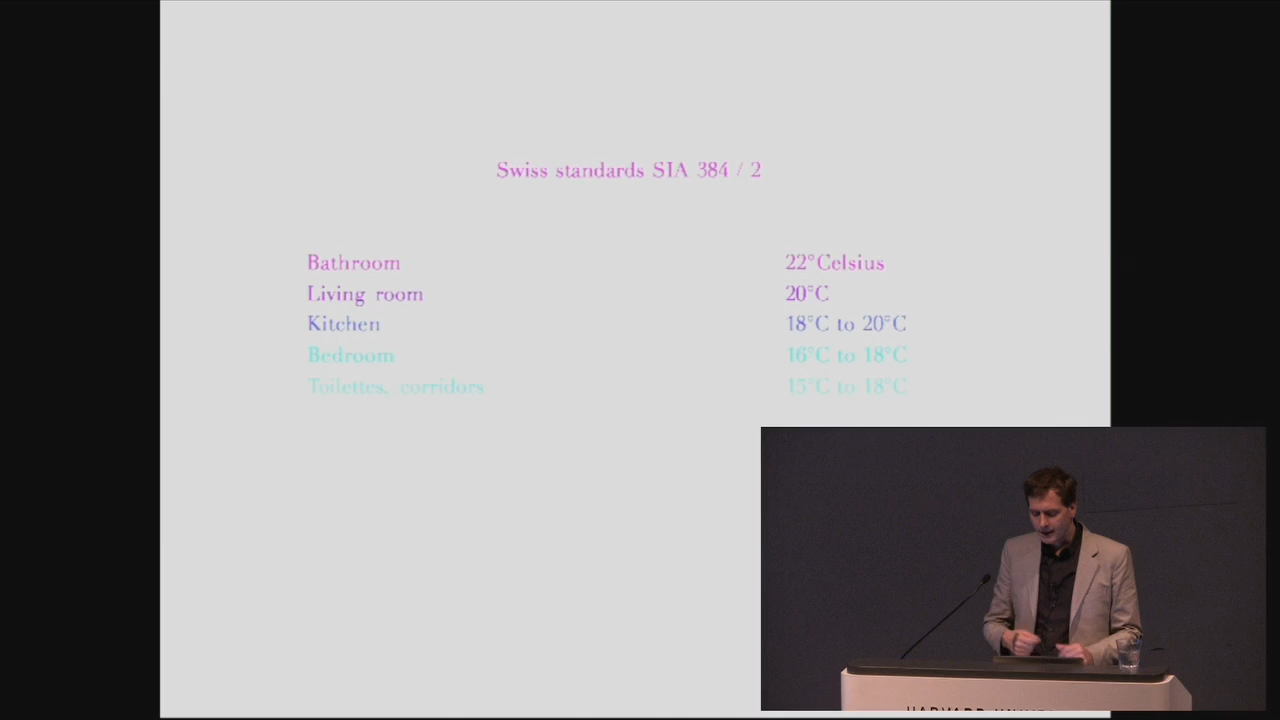 Swiss standards SIA 384 / 2
Bathroom 22°Celsius
Living room 20°C
Kitchen 18°C to 20°C
Bedroom 16°C to 18°C
Toilettes, corridors 15°C to 18°C
HARVARD